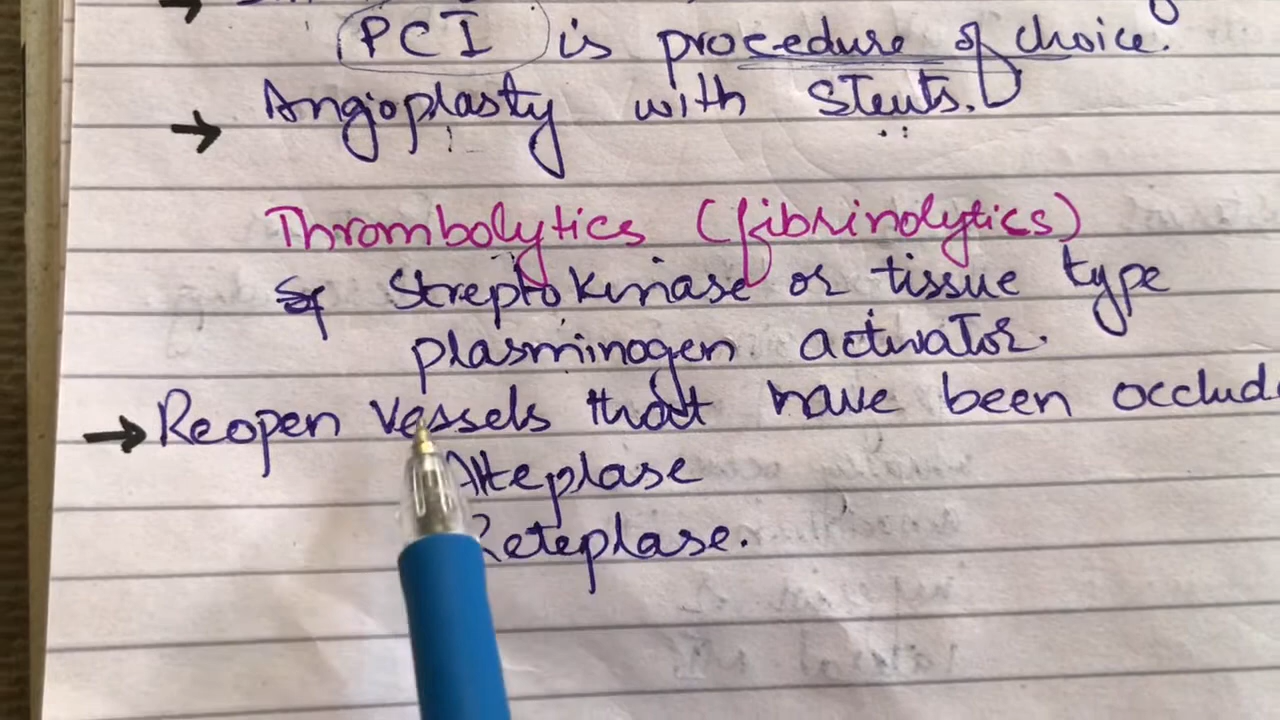 PCI is procedure of choice.
Angioplasty with Stents.
Thrombolytics (fibrinolytics)
Streptokinase or tissue type
plasminogen activator.
Reopen vessels that have been occlud
Alteplase
Reteplase.